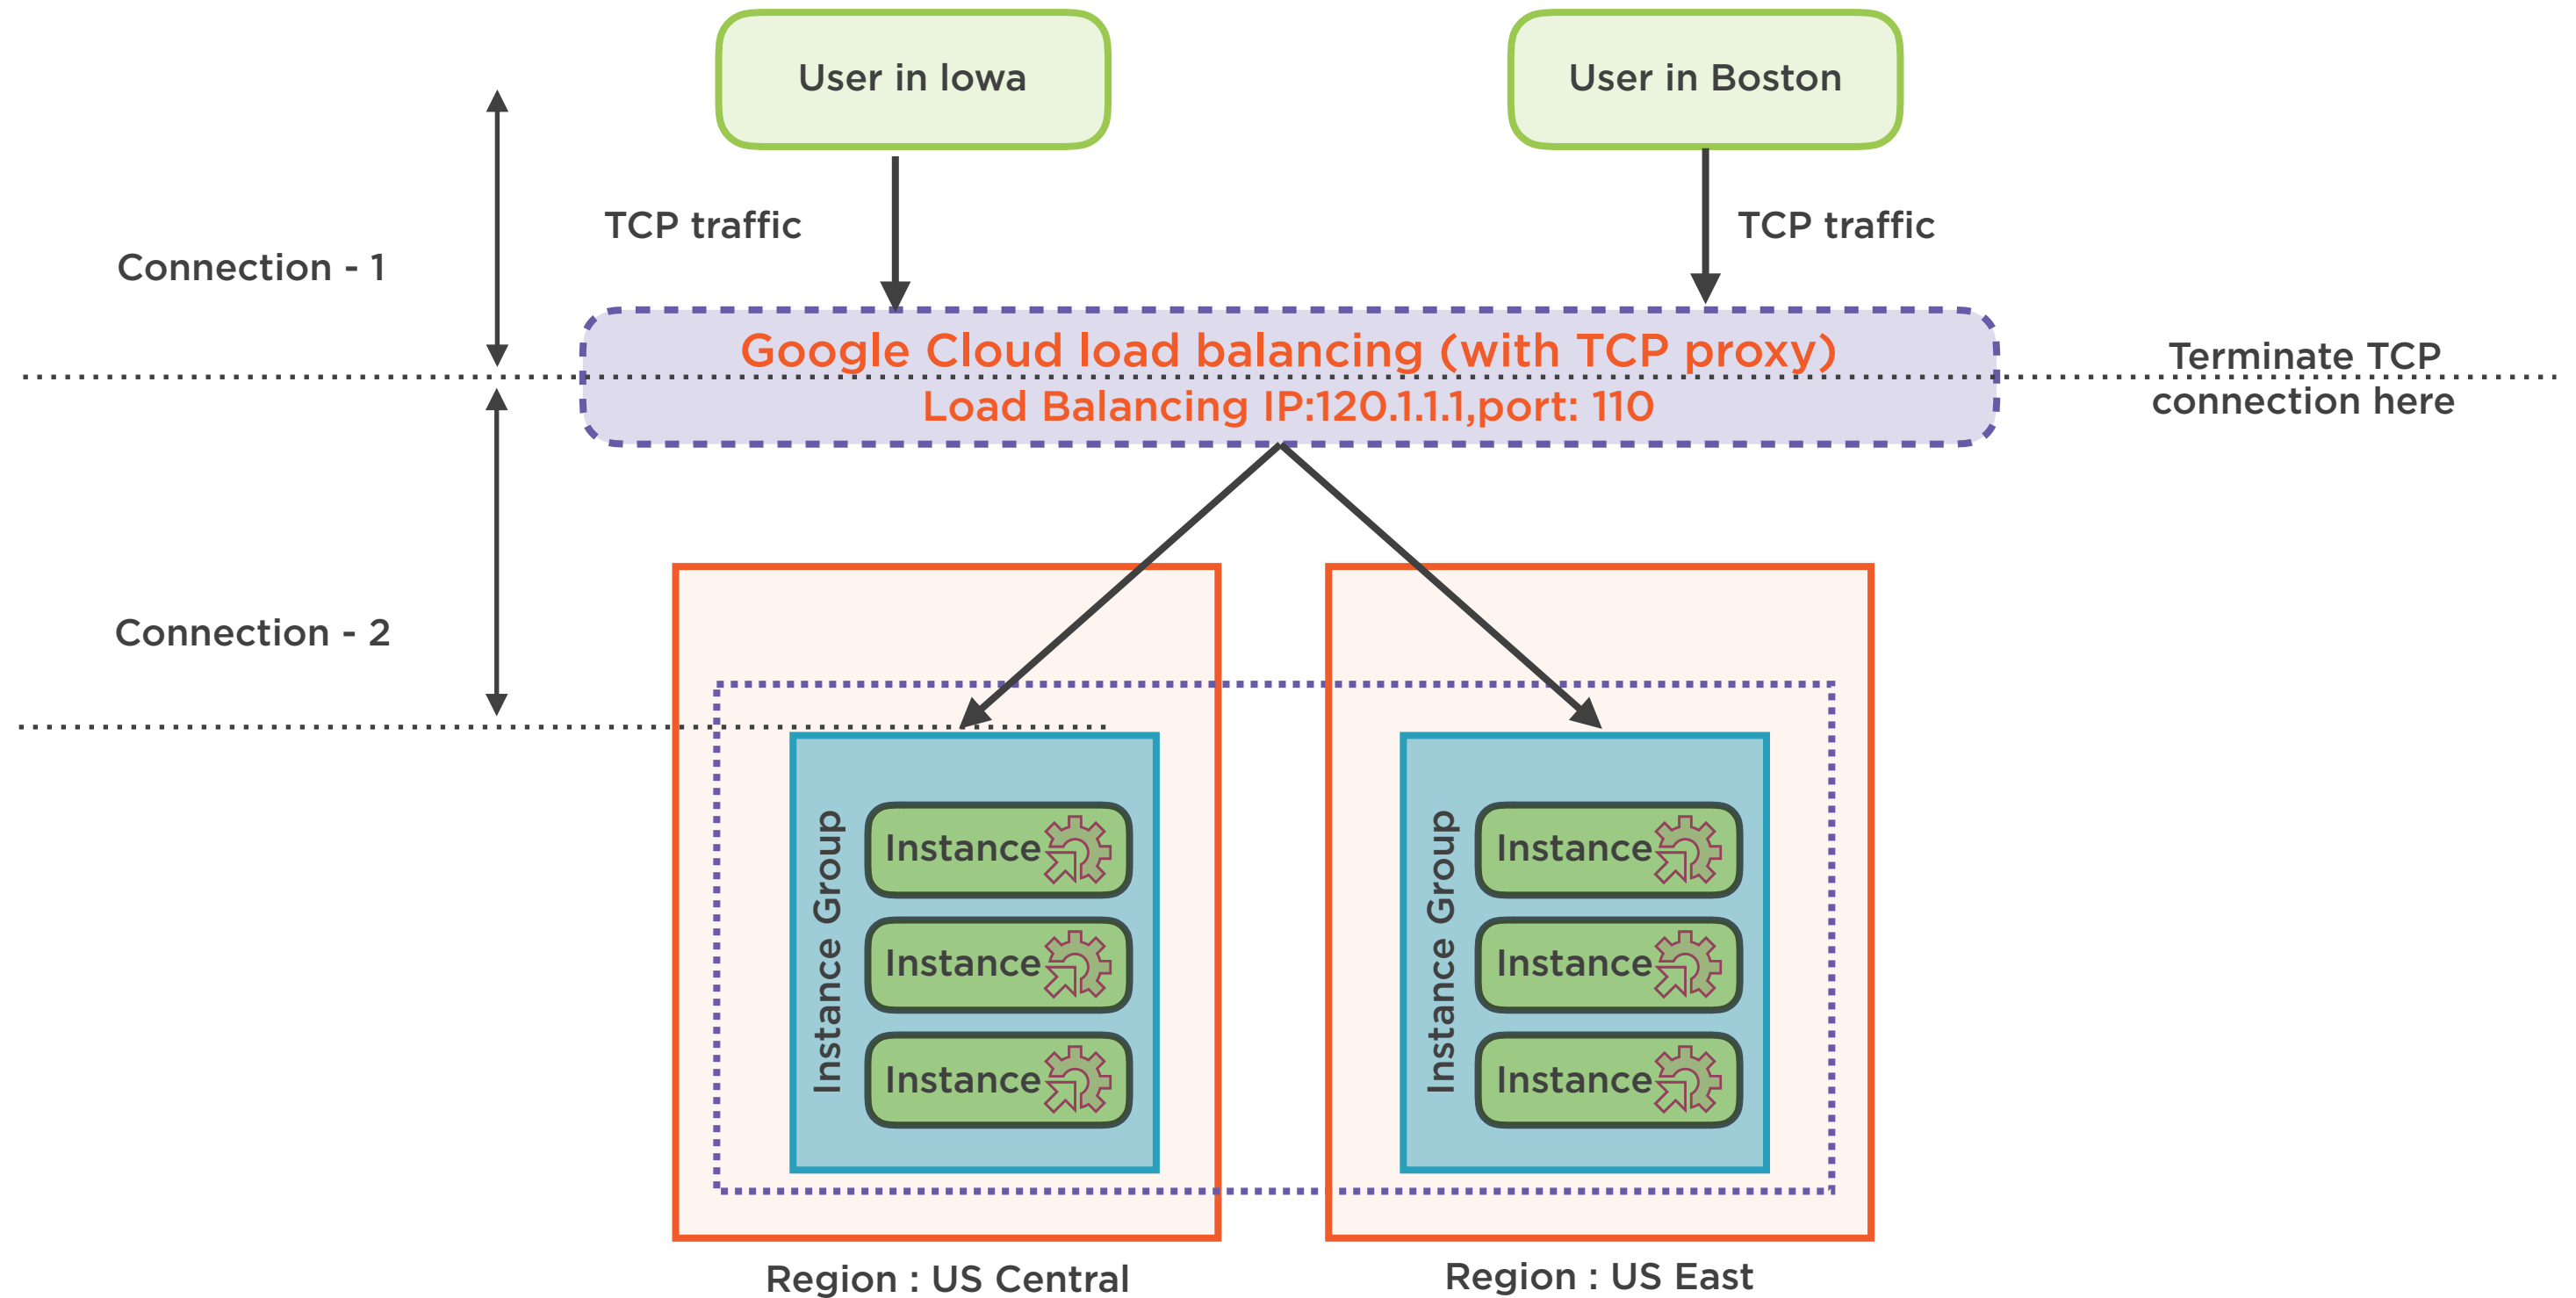 User in Iowa
User in Boston
TCP traffic
TCP traffic
Connection - 1
Google Cloud load balancing (with TCP proxy)
Load Balancing IP:120.1.1.1,port: 110
Terminate TCP
connection here
Connection - 2
Instance Group
Instance
Instance
Instance
Instance Group
Instance
Instance
Instance
Region : US Central
Region : US East